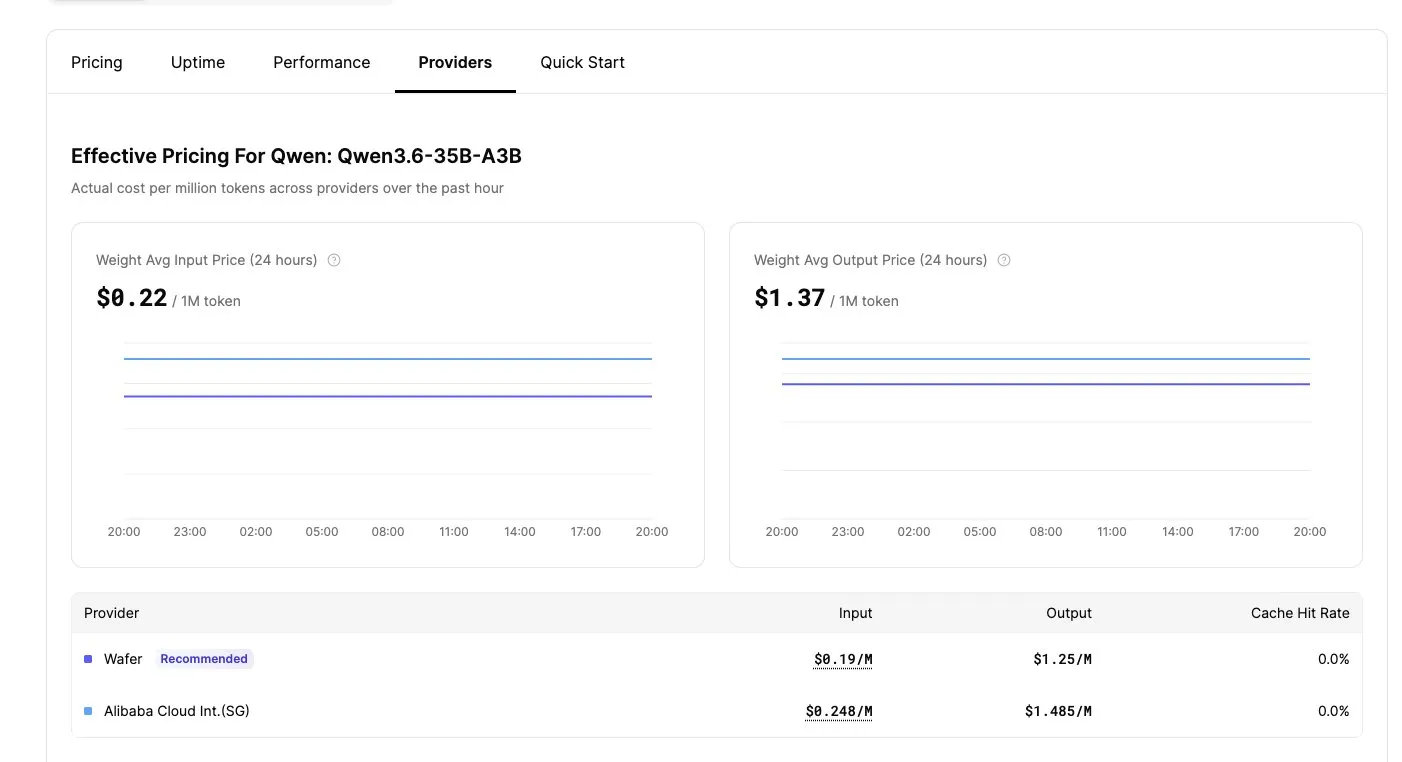 Pricing Uptime Performance Providers Quick Start
Effective Pricing For Qwen: Qwen3.6-35B-A3B
Actual cost per million tokens across providers over the past hour
Weight Avg Input Price (24 hours) ?
$0.22 / 1M token
20:00 23:00 02:00 05:00 08:00 11:00 14:00 17:00 20:00
Weight Avg Output Price (24 hours) ?
$1.37 / 1M token
20:00 23:00 02:00 05:00 08:00 11:00 14:00 17:00 20:00
Provider Input Output Cache Hit Rate
Wafer Recommended $0.19/M $1.25/M 0.0%
Alibaba Cloud Int.(SG) $0.248/M $1.485/M 0.0%